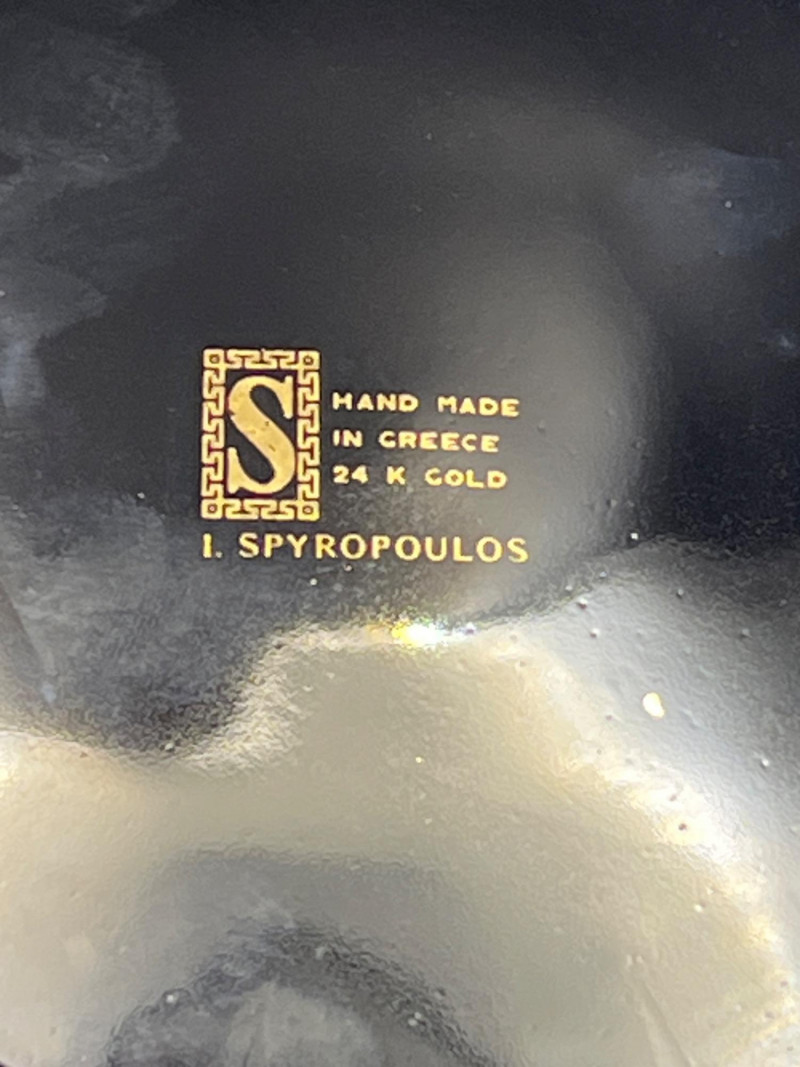 S
HAND MADE
IN GREECE
24 K GOLD
I. SPYROPOULOS